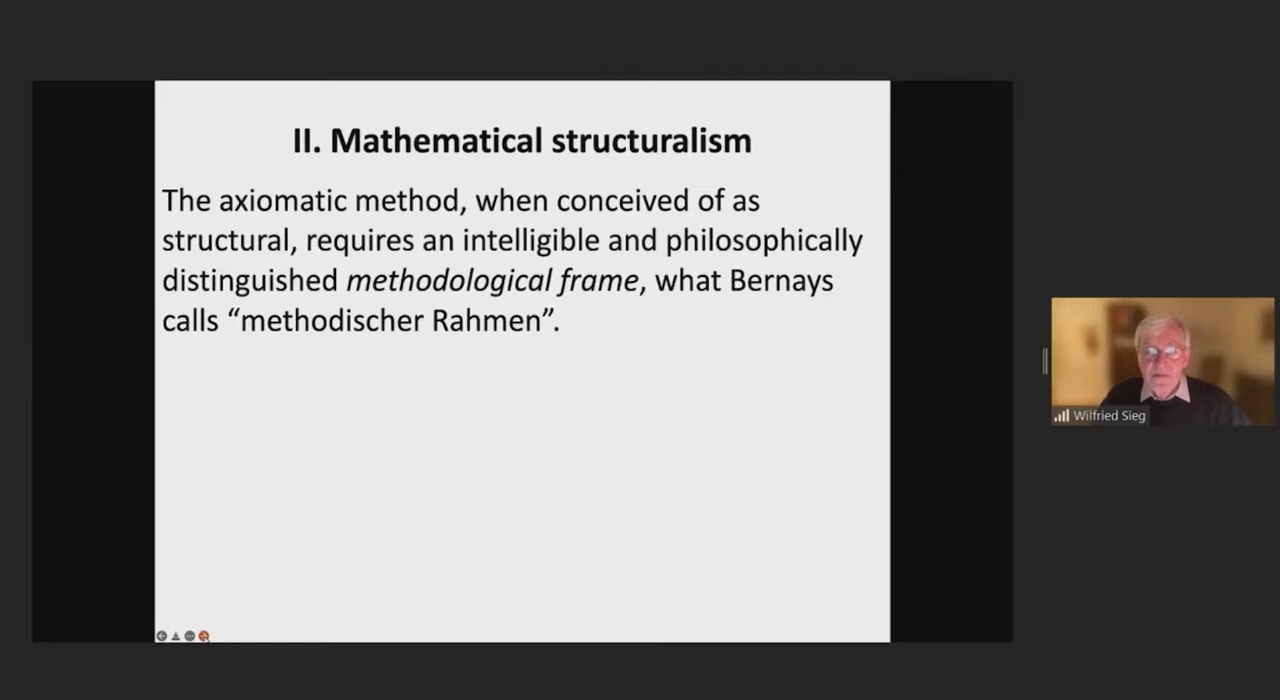 II. Mathematical structuralism
The axiomatic method, when conceived of as
structural, requires an intelligible and philosophically
distinguished methodological frame, what Bernays
calls “methodischer Rahmen”.
Wilfried Sieg